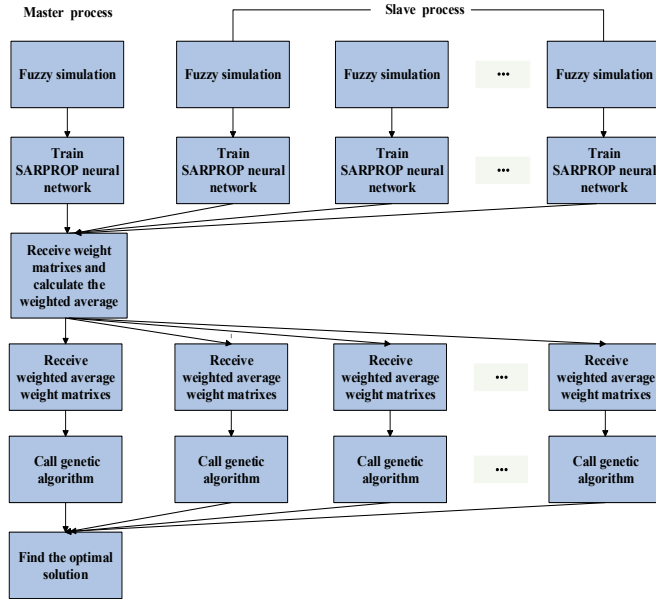 Master process
Slave process
Fuzzy simulation
Fuzzy simulation
Fuzzy simulation
...
Fuzzy simulation
Train
SARPROP neural
network
Train
SARPROP neural
network
Train
SARPROP neural
network
...
Train
SARPROP neural
network
Receive weight
matrixes and
calculate the
weighted average
Receive
weighted average
weight matrixes
Receive
weighted average
weight matrixes
Receive
weighted average
weight matrixes
...
Receive
weighted average
weight matrixes
Call genetic
algorithm
Call genetic
algorithm
Call genetic
algorithm
...
Call genetic
algorithm
Find the optimal
solution